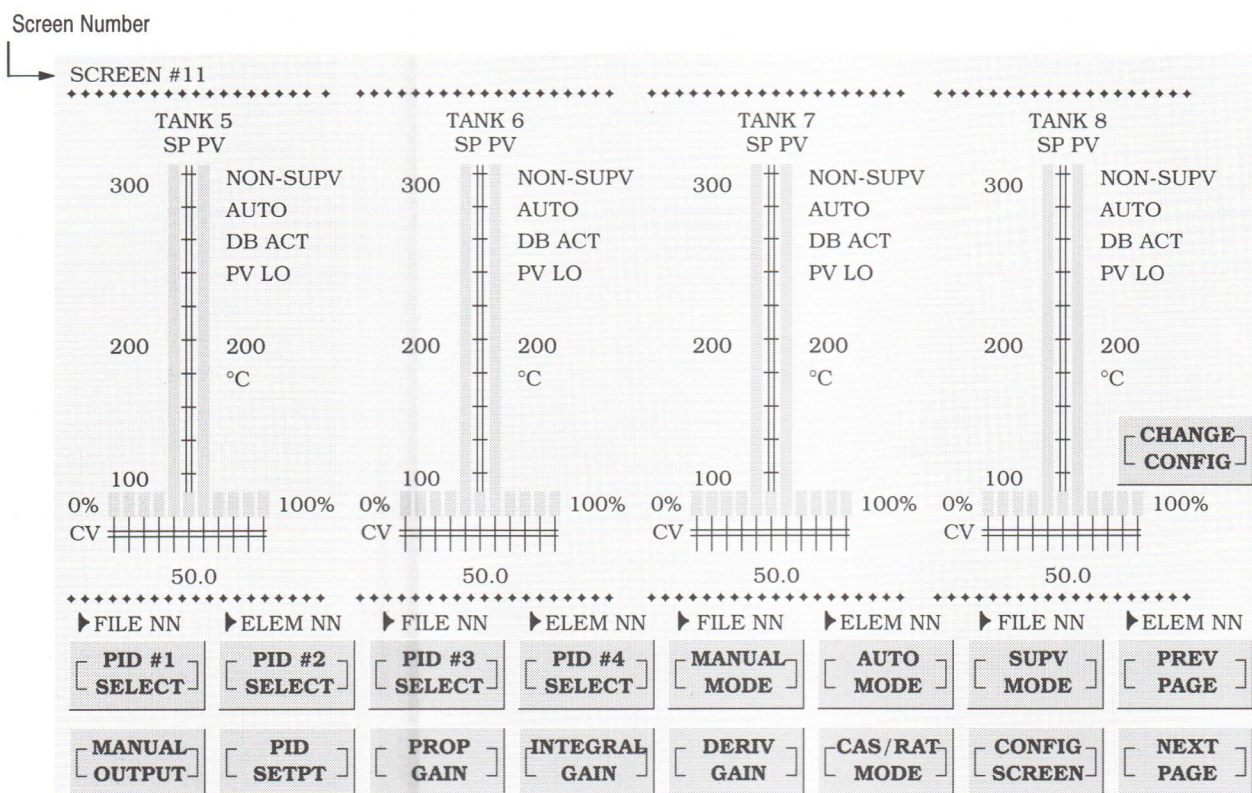 Screen Number
SCREEN #11
TANK 5 TANK 6 TANK 7 TANK 8
SP PV SP PV SP PV SP PV
300 NON-SUPV 300 NON-SUPV 300 NON-SUPV 300 NON-SUPV
AUTO AUTO AUTO AUTO
DB ACT DB ACT DB ACT DB ACT
PV LO PV LO PV LO PV LO
200 200 200 200 200 200 200 200
°C °C °C °C
CHANGE
CONFIG
100 100 100 100
0% 100% 0% 100% 0% 100% 0% 100%
CV CV CV CV
50.0 50.0 50.0 50.0
FILE NN ELEM NN FILE NN ELEM NN FILE NN ELEM NN FILE NN ELEM NN
PID #1 PID #2 PID #3 PID #4 MANUAL AUTO SUPV PREV
SELECT SELECT SELECT SELECT MODE MODE MODE PAGE
MANUAL PID PROP INTEGRAL DERIV CAS/RAT CONFIG NEXT
OUTPUT SETPT GAIN GAIN GAIN MODE SCREEN PAGE